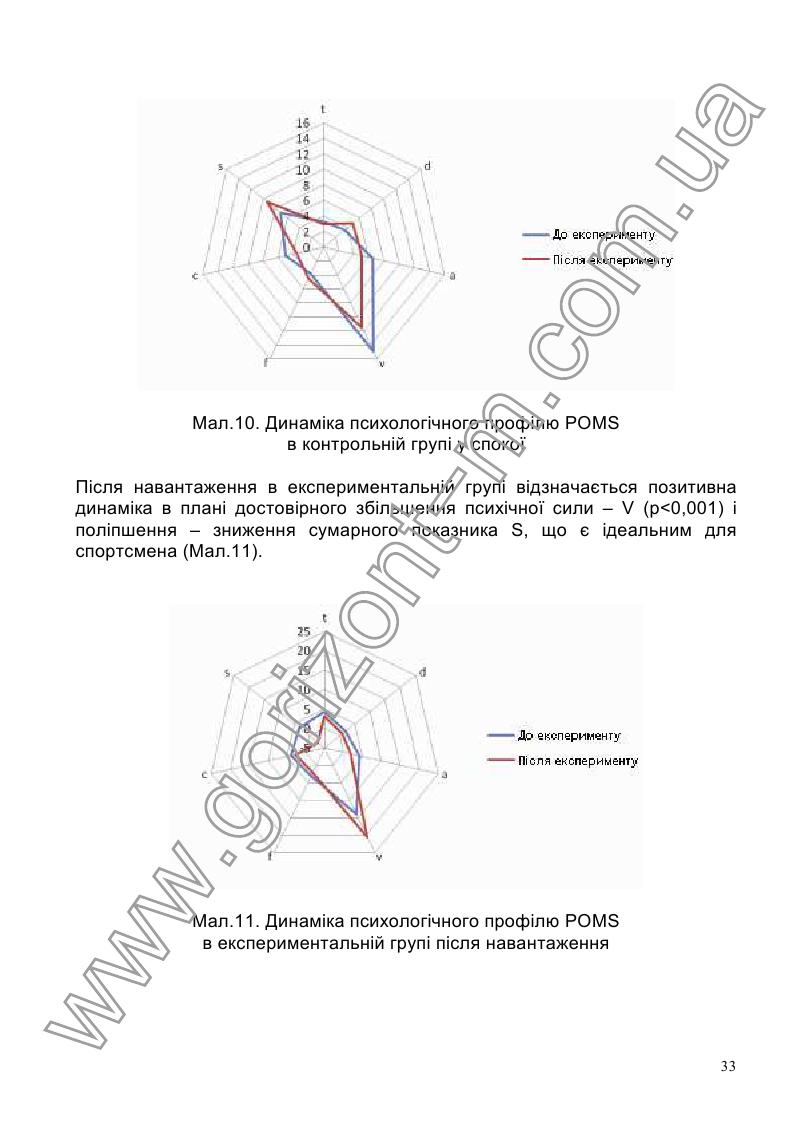 t
16
14
12
10
8
6
4
2
0
s
d
c
a
f
v
До експерименту
Після експерименту
Мал.10. Динаміка психологічного профілю POMS
в контрольній групі у спокої
Після навантаження в експериментальній групі відзначається позитивна
динаміка в плані достовірного збільшення психічної сили – V (p<0,001) і
поліпшення – зниження сумарного показника S, що є ідеальним для
спортсмена (Мал.11).
t
25
20
15
10
5
0
-5
s
d
c
a
f
v
До експерименту
Після експерименту
Мал.11. Динаміка психологічного профілю POMS
в експериментальній групі після навантаження
33
www.gorizont-m.com.ua